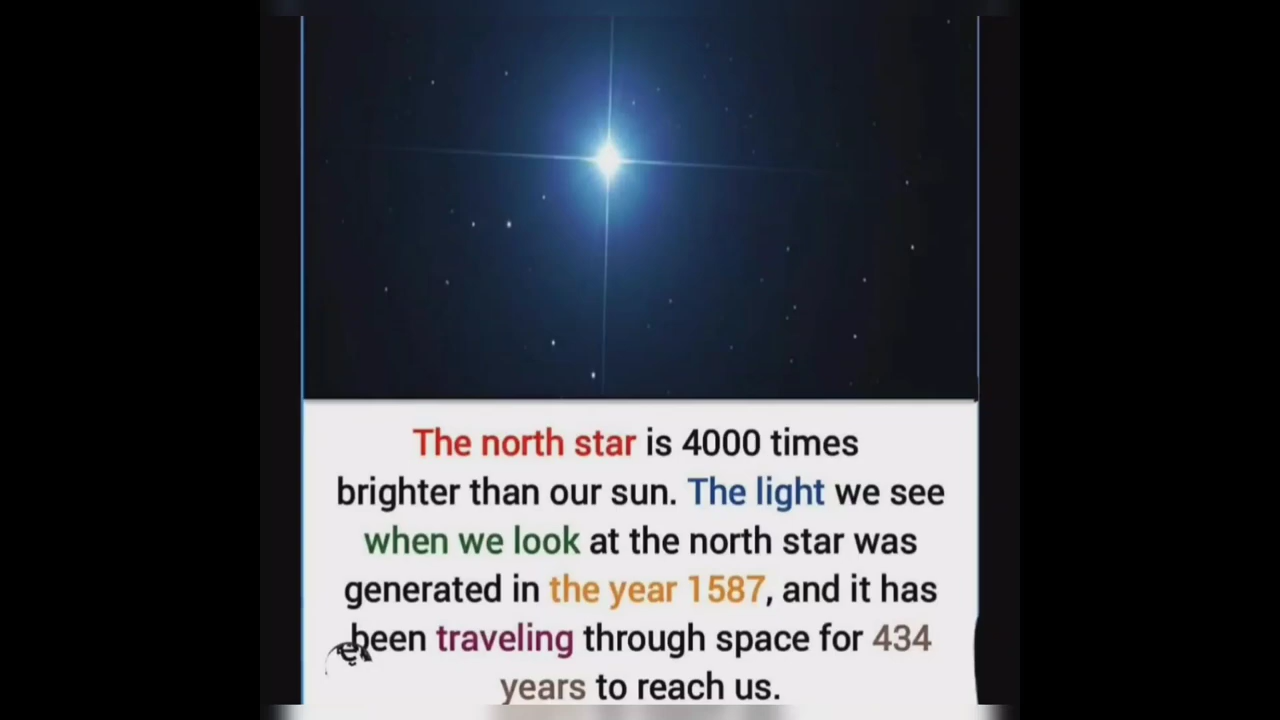 The north star is 4000 times
brighter than our sun. The light we see
when we look at the north star was
generated in the year 1587, and it has
been traveling through space for 434
years to reach us.